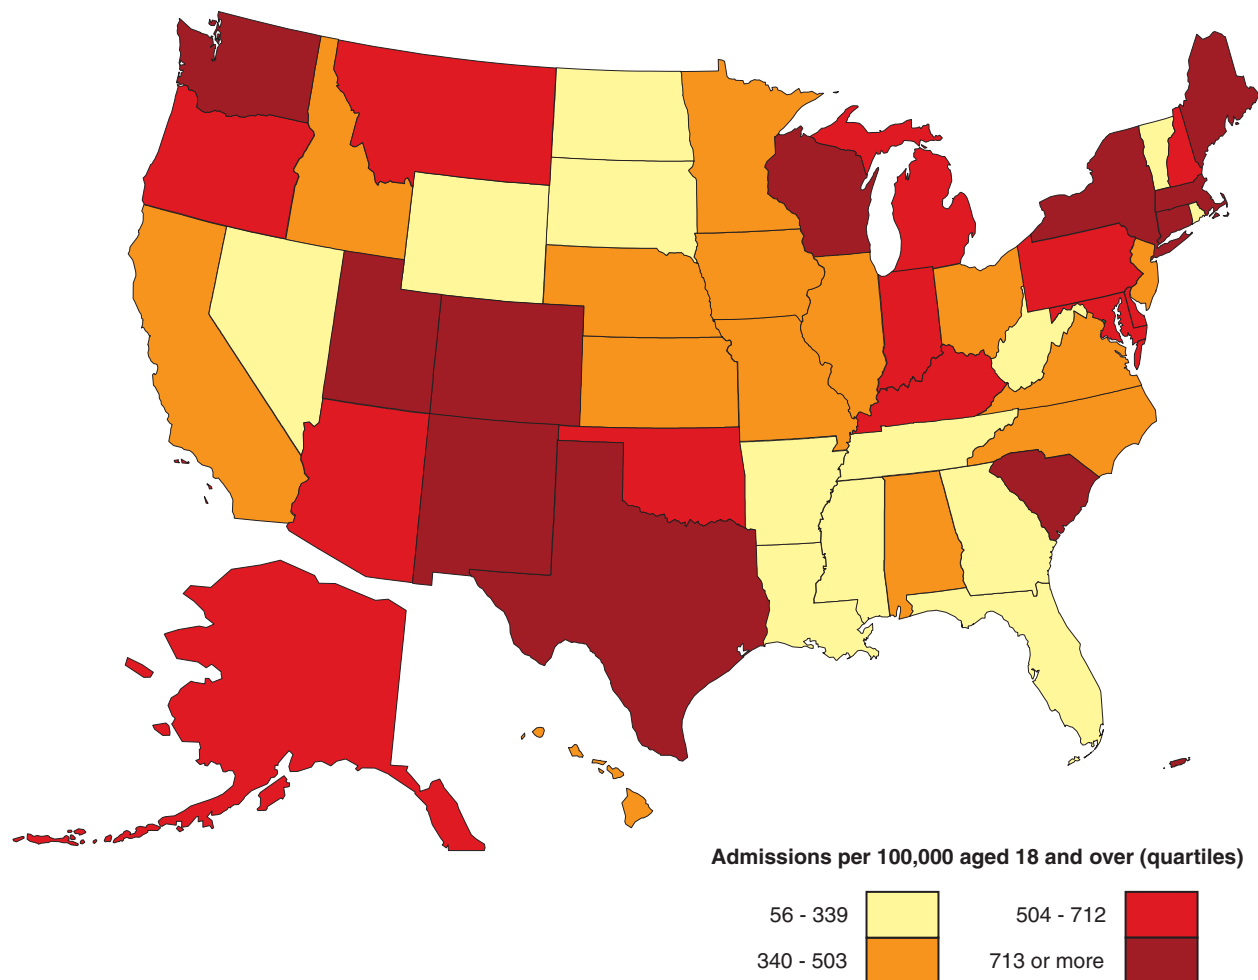 Admissions per 100,000 aged 18 and over (quartiles)
56 - 339 504 - 712
340 - 503 713 or more